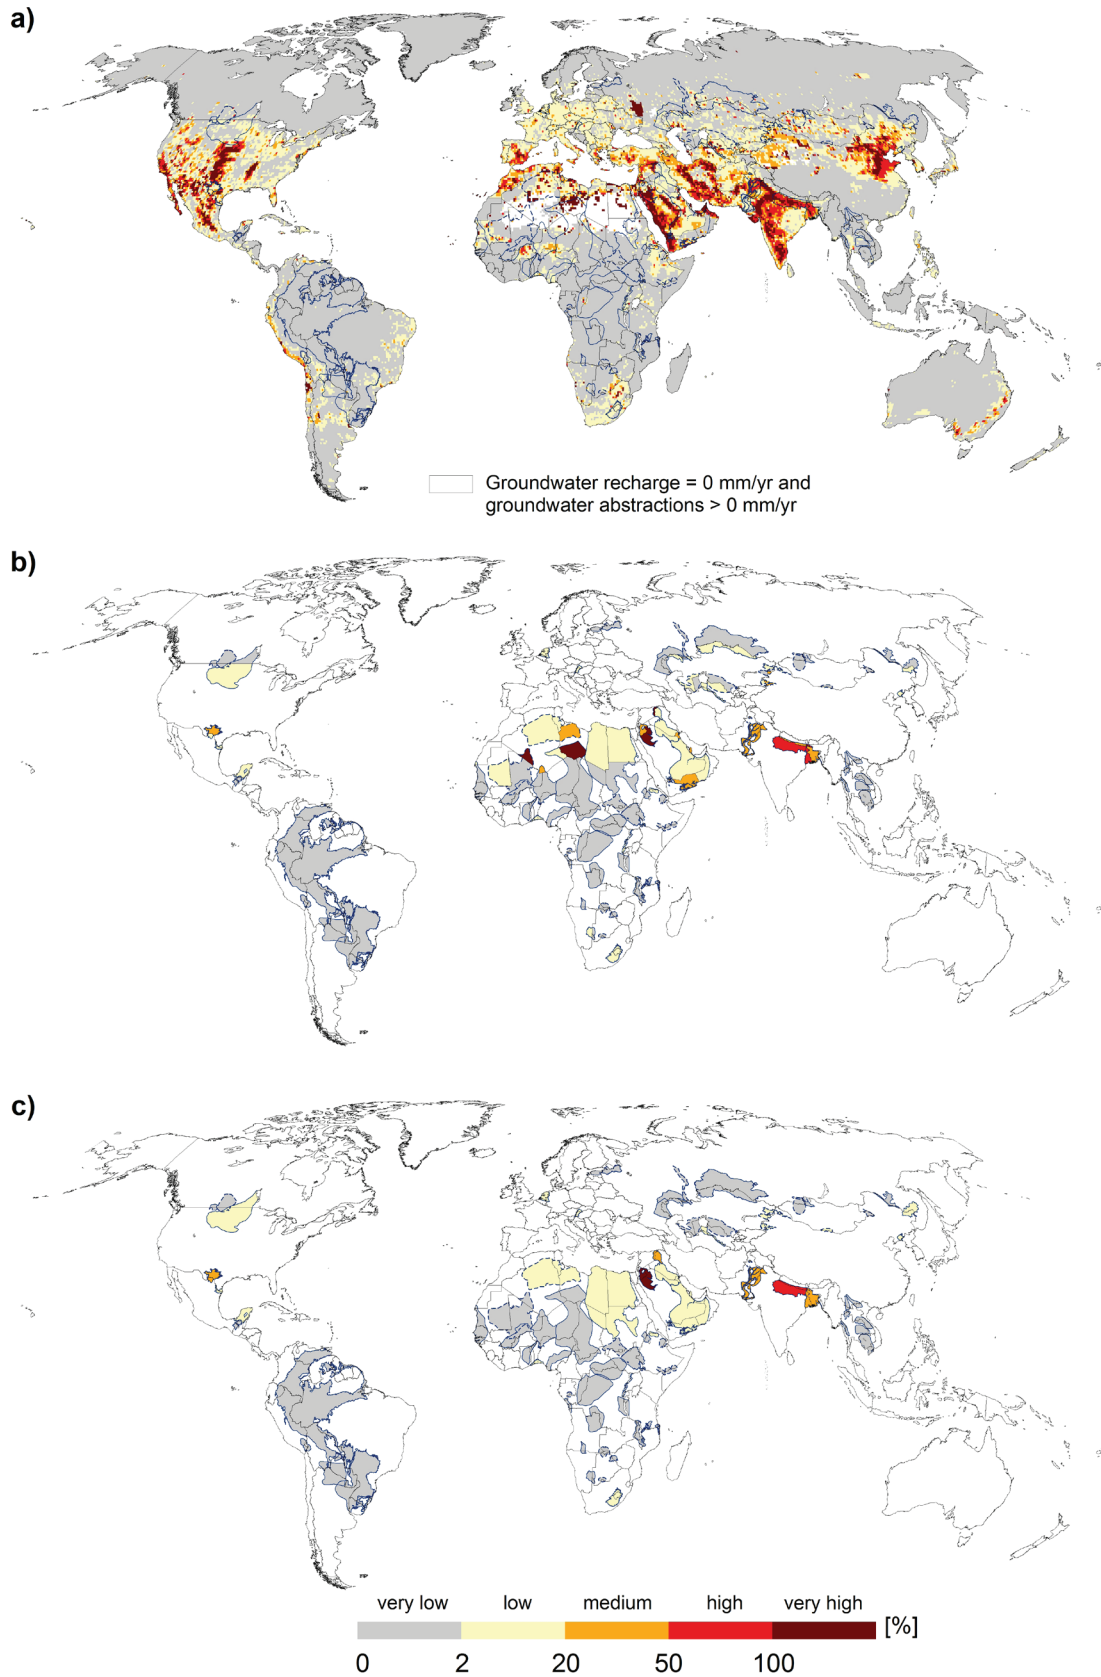 a)
Groundwater recharge = 0 mm/yr and
groundwater abstractions > 0 mm/yr
b)
c)
very low low medium high very high
[%]
0 2 20 50 100